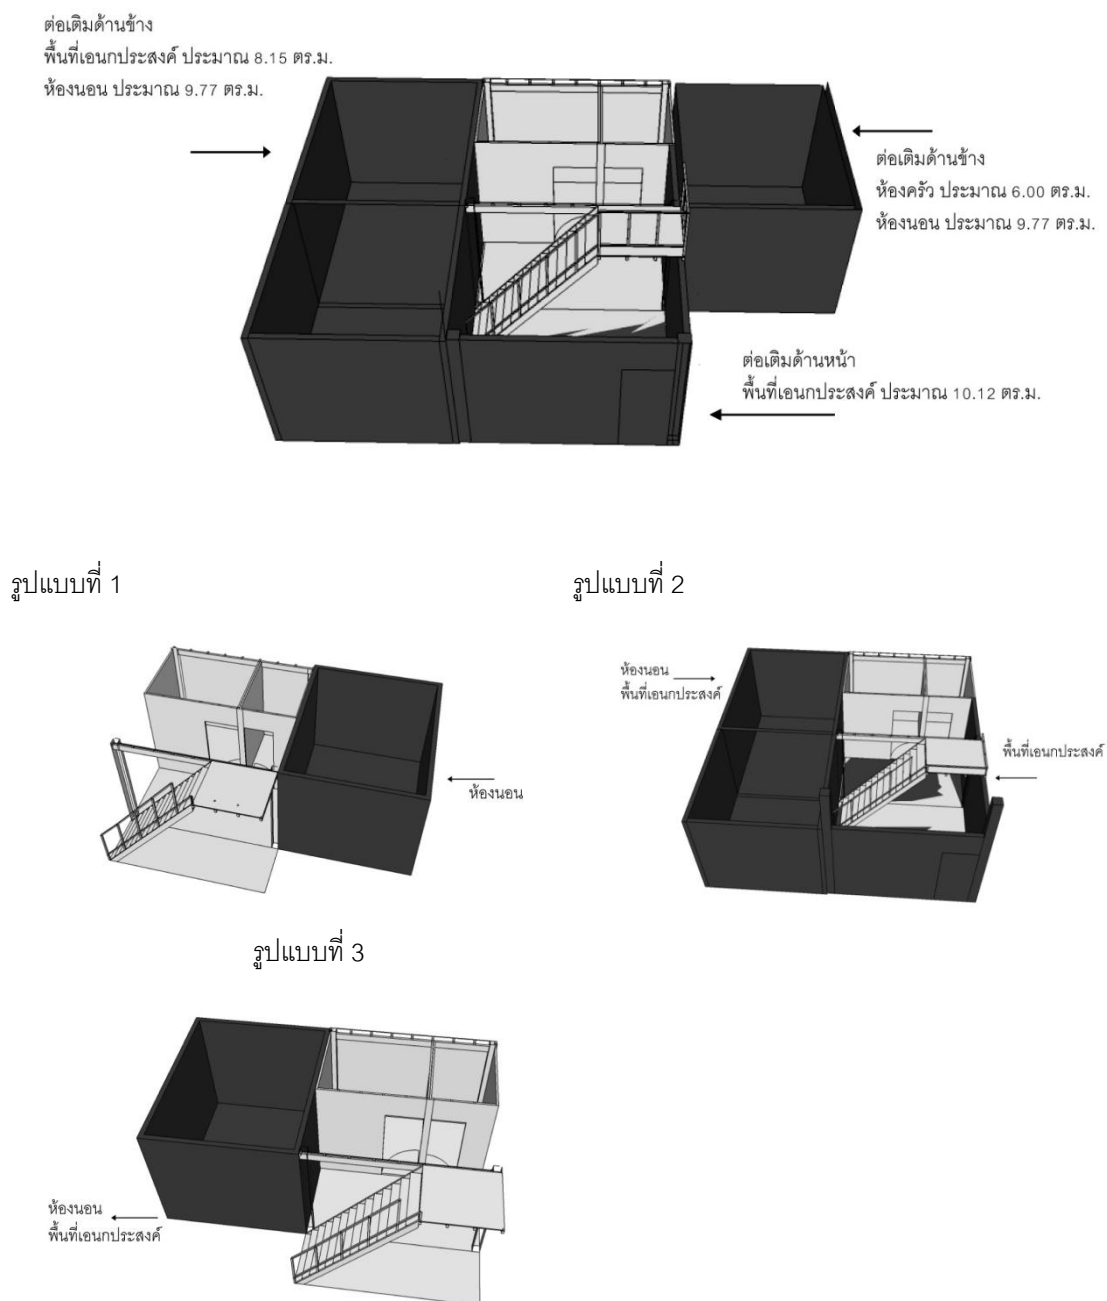 ต่อเติมด้านข้าง
พื้นที่เอนกประสงค์ ประมาณ 8.15 ตร.ม.
ห้องนอน ประมาณ 9.77 ตร.ม.
ต่อเติมด้านข้าง
ห้องครัว ประมาณ 6.00 ตร.ม.
ห้องนอน ประมาณ 9.77 ตร.ม.
ต่อเติมด้านหน้า
พื้นที่เอนกประสงค์ ประมาณ 10.12 ตร.ม.
รูปแบบที่ 1
รูปแบบที่ 2
ห้องนอน
ห้องนอน
พื้นที่เอนกประสงค์
พื้นที่เอนกประสงค์
รูปแบบที่ 3
ห้องนอน
พื้นที่เอนกประสงค์